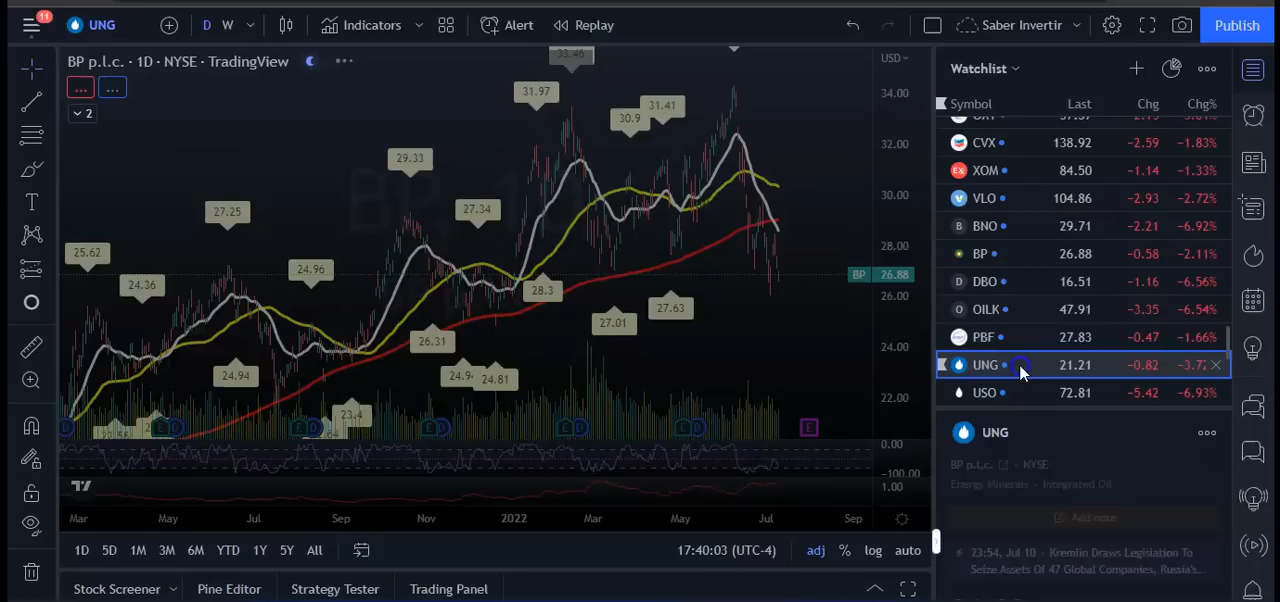 11
UNG
D W
Indicators
Alert
Replay
Saber Invertir
Publish
BP p.l.c. · 1D · NYSE · TradingView
...
...
2
33.46
31.97
31.41
30.9
29.33
27.25
27.34
25.62
24.96
24.36
28.3
27.63
27.01
26.31
24.94
24.94
24.81
23.4
USD
34.00
32.00
30.00
28.00
BP 26.88
26.00
24.00
22.00
0.00
−100.00
1.00
Mar May Jul Sep Nov 2022 Mar May Jul Sep
1D 5D 1M 3M 6M YTD 1Y 5Y All
17:40:03 (UTC-4)
adj % log auto
Stock Screener
Pine Editor
Strategy Tester
Trading Panel
Watchlist
Symbol Last Chg Chg%
CVX 138.92 −2.59 −1.83%
XOM 84.50 −1.14 −1.33%
VLO 104.86 −2.93 −2.72%
BNO 29.71 −2.21 −6.92%
BP 26.88 −0.58 −2.11%
DBO 16.51 −1.16 −6.56%
OILK 47.91 −3.35 −6.54%
PBF 27.83 −0.47 −1.66%
UNG 21.21 −0.82 −3.72
USO 72.81 −5.42 −6.93%
UNG
BP p.l.c. · NYSE
Energy Minerals · Integrated Oil
Add note
23:54, Jul 10 · Kremlin Draws Legislation To
Seize Assets Of 47 Global Companies, Russia's...